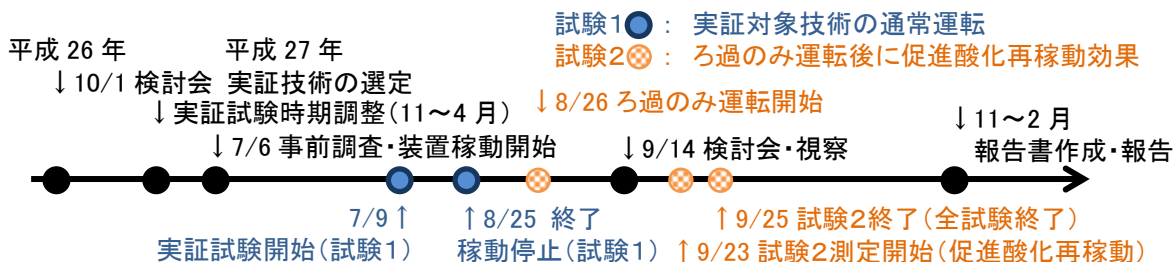 試験1 : 実証対象技術の通常運転
試験2 : ろ過のみ運転後に促進酸化再稼動効果
平成 26 年 平成 27 年
↓10/1 検討会 実証技術の選定
↓実証試験時期調整(11～4 月)
↓8/26 ろ過のみ運転開始
↓7/6 事前調査・装置稼動開始
↓9/14 検討会・視察
↓11～2 月
報告書作成・報告
7/9 ↑
実証試験開始(試験1)
↑8/25 終了
稼動停止(試験1)
↑9/25 試験2終了(全試験終了)
↑9/23 試験2測定開始(促進酸化再稼動)